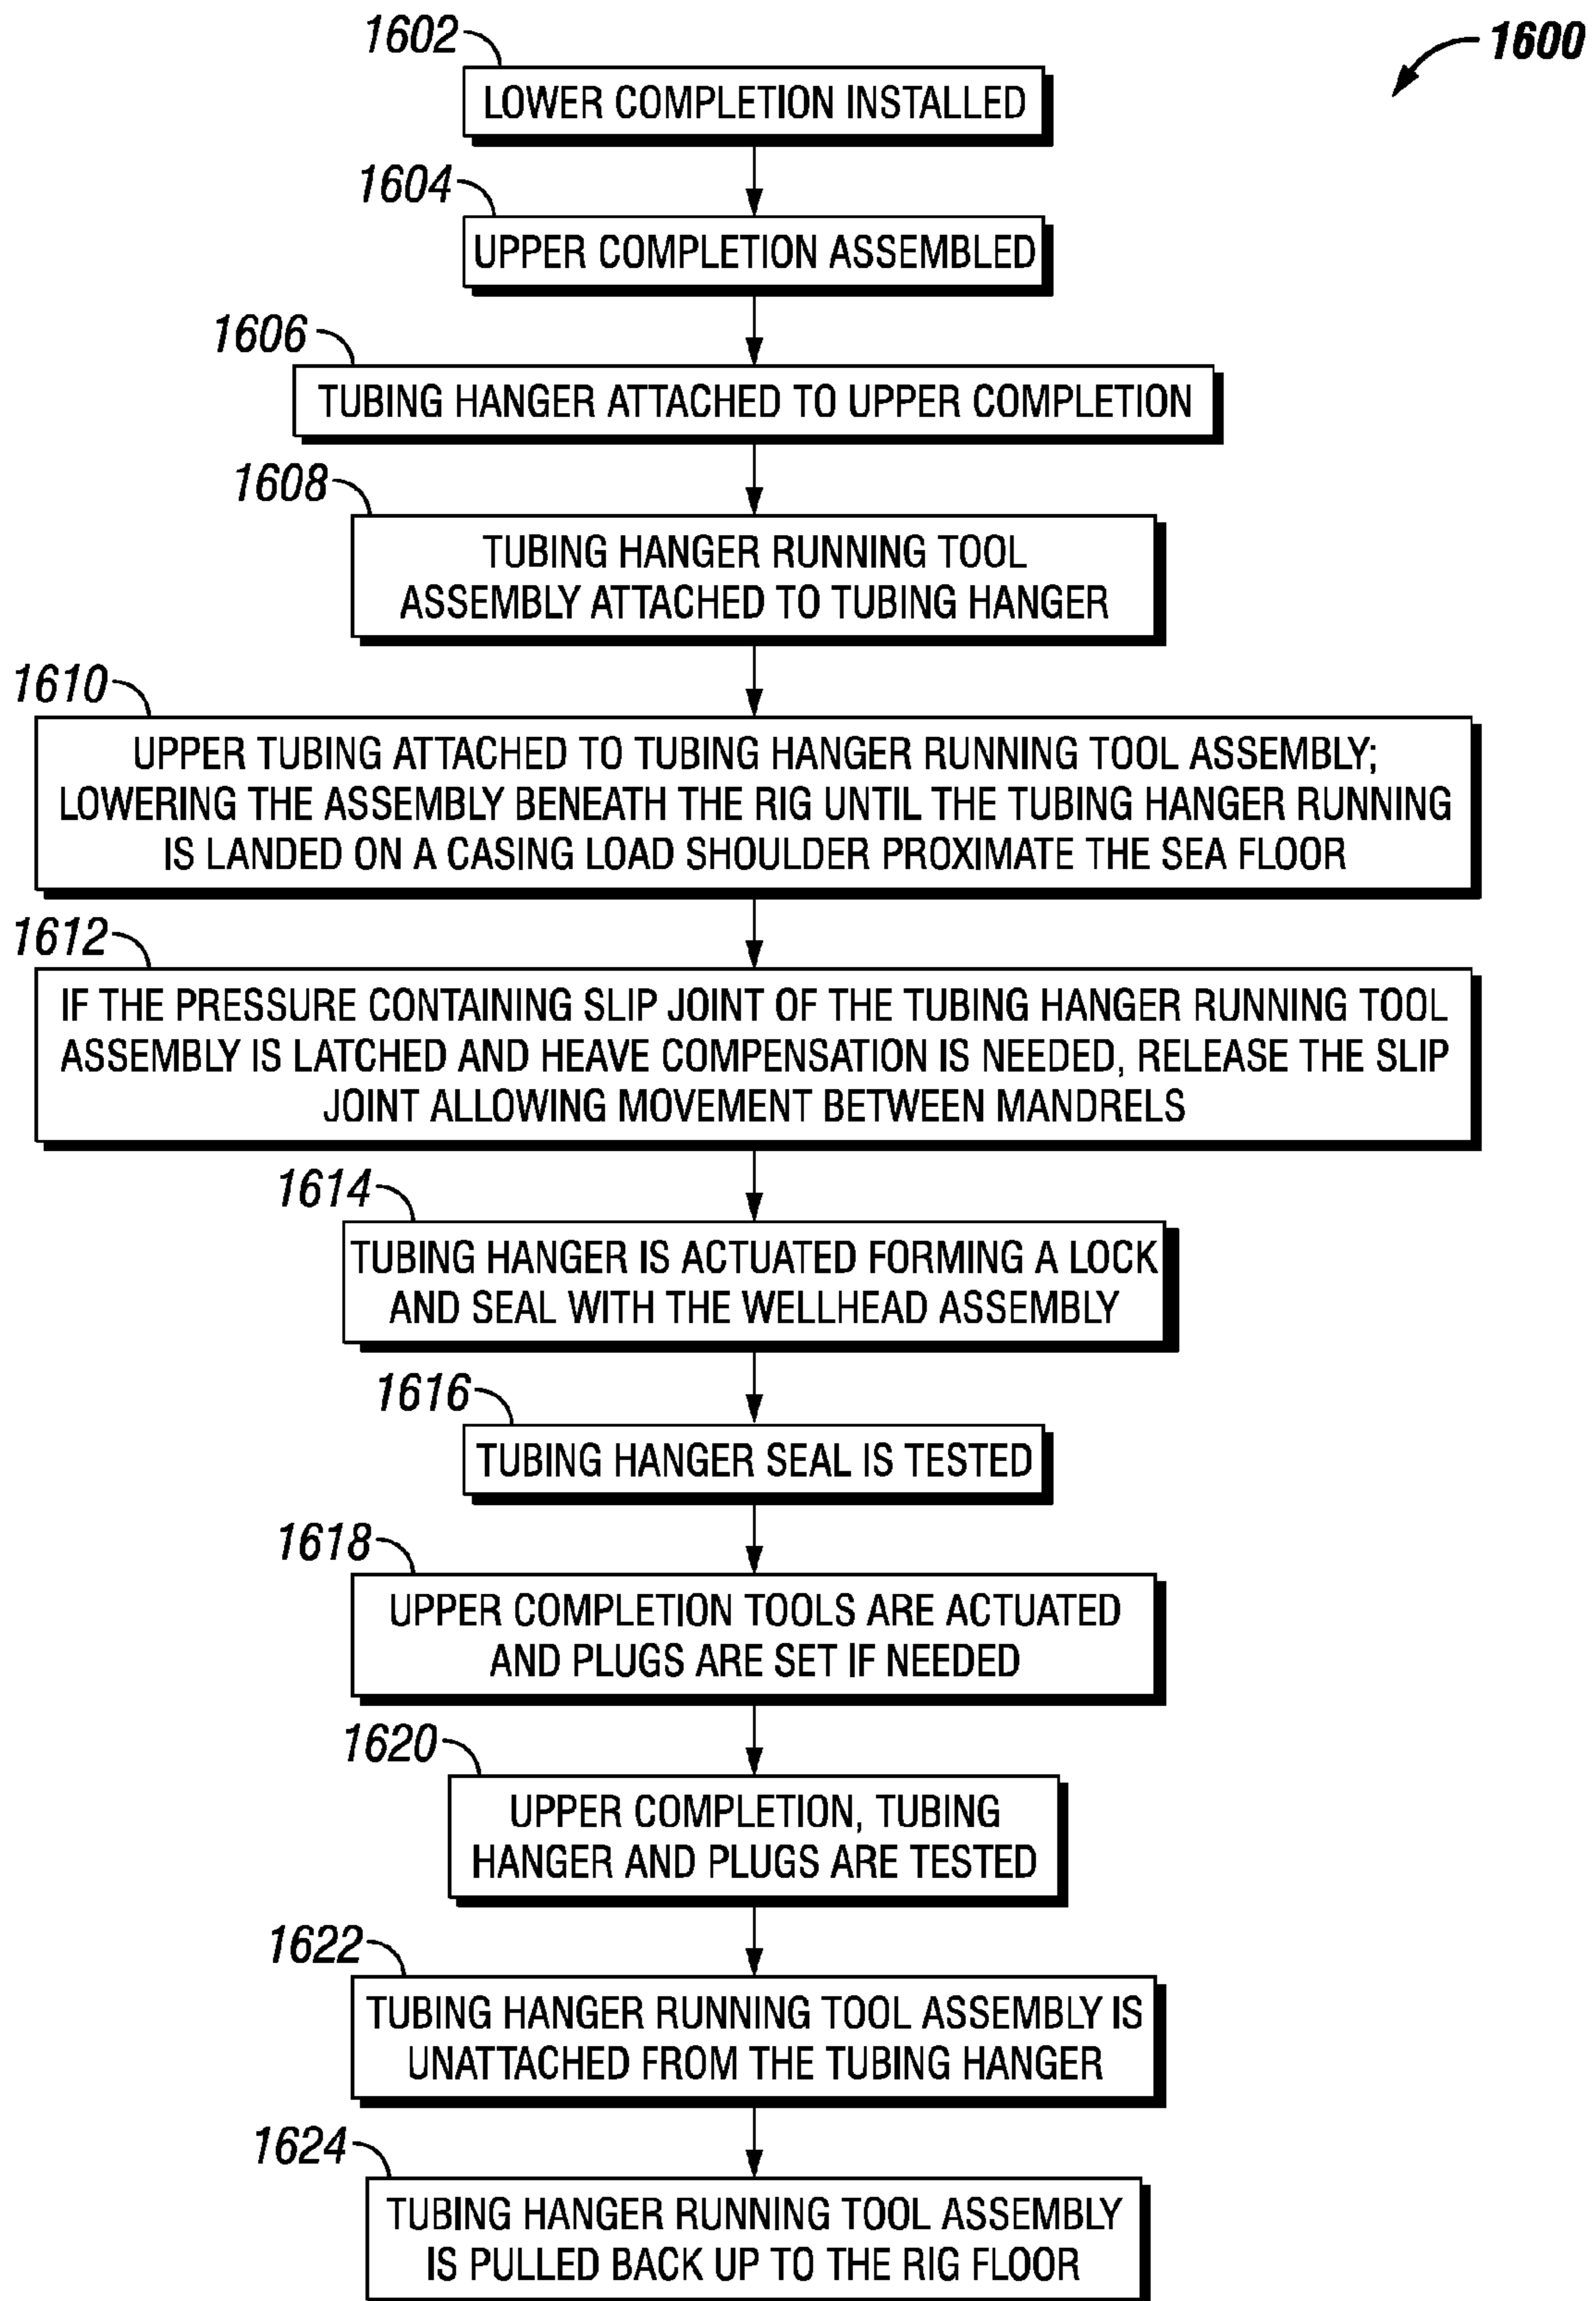 1602
1600
LOWER COMPLETION INSTALLED
1604
UPPER COMPLETION ASSEMBLED
1606
TUBING HANGER ATTACHED TO UPPER COMPLETION
1608
TUBING HANGER RUNNING TOOL
ASSEMBLY ATTACHED TO TUBING HANGER
1610
UPPER TUBING ATTACHED TO TUBING HANGER RUNNING TOOL ASSEMBLY;
LOWERING THE ASSEMBLY BENEATH THE RIG UNTIL THE TUBING HANGER RUNNING
IS LANDED ON A CASING LOAD SHOULDER PROXIMATE THE SEA FLOOR
1612
IF THE PRESSURE CONTAINING SLIP JOINT OF THE TUBING HANGER RUNNING TOOL
ASSEMBLY IS LATCHED AND HEAVE COMPENSATION IS NEEDED, RELEASE THE SLIP
JOINT ALLOWING MOVEMENT BETWEEN MANDRELS
1614
TUBING HANGER IS ACTUATED FORMING A LOCK
AND SEAL WITH THE WELLHEAD ASSEMBLY
1616
TUBING HANGER SEAL IS TESTED
1618
UPPER COMPLETION TOOLS ARE ACTUATED
AND PLUGS ARE SET IF NEEDED
1620
UPPER COMPLETION, TUBING
HANGER AND PLUGS ARE TESTED
1622
TUBING HANGER RUNNING TOOL ASSEMBLY IS
UNATTACHED FROM THE TUBING HANGER
1624
TUBING HANGER RUNNING TOOL ASSEMBLY
IS PULLED BACK UP TO THE RIG FLOOR